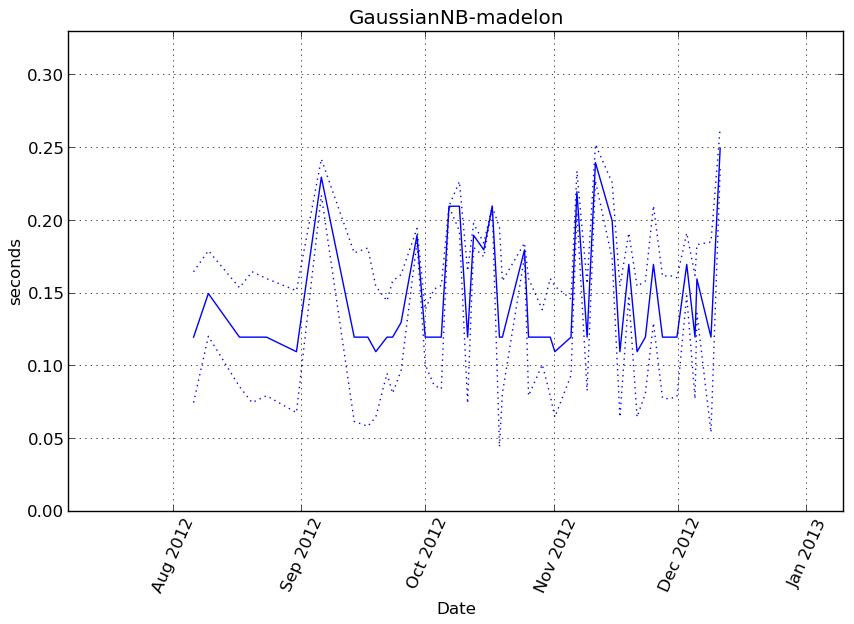 GaussianNB-madelon
0.30
0.25
0.20
0.15
0.10
0.05
0.00
seconds
Aug 2012
Sep 2012
Oct 2012
Nov 2012
Dec 2012
Jan 2013
Date